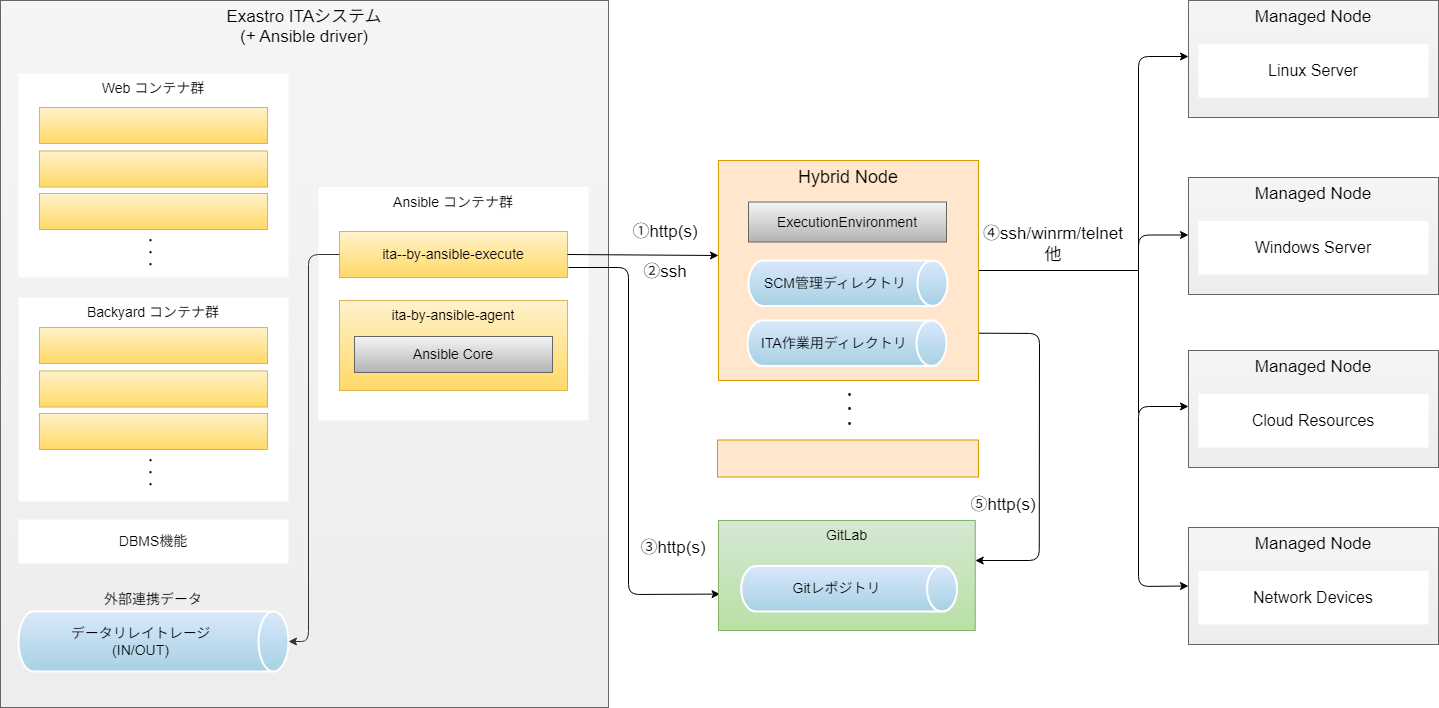 Exastro ITAシステム
(+ Ansible driver)
Web コンテナ群
Backyard コンテナ群
DBMS機能
外部連携データ
データリレイトレージ
(IN/OUT)
Ansible コンテナ群
ita--by-ansible-execute
ita-by-ansible-agent
Ansible Core
①http(s)
②ssh
③http(s)
Hybrid Node
ExecutionEnvironment
SCM管理ディレクトリ
ITA作業用ディレクトリ
④ssh/winrm/telnet
他
⑤http(s)
GitLab
Gitレポジトリ
Managed Node
Linux Server
Managed Node
Windows Server
Managed Node
Cloud Resources
Managed Node
Network Devices